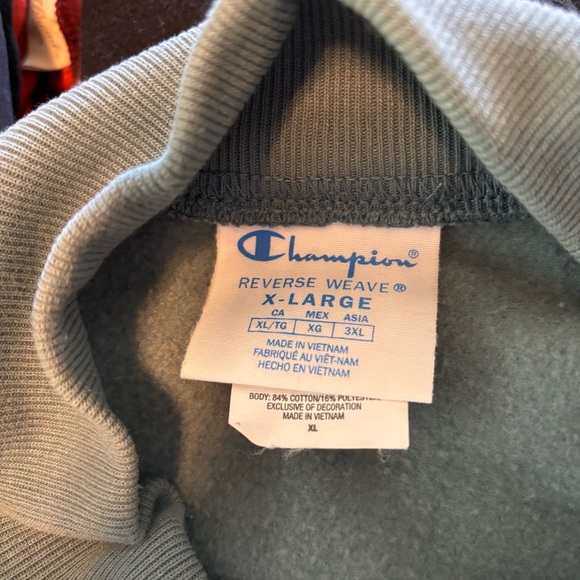 Champion®
REVERSE WEAVE®
X-LARGE
CA MEX ASIA
XL/TG XG 3XL
MADE IN VIETNAM
FABRIQUÉ AU VIÊT-NAM
HECHO EN VIETNAM
BODY: 84% COTTON/16% POLYESTER
EXCLUSIVE OF DECORATION
MADE IN VIETNAM
XL